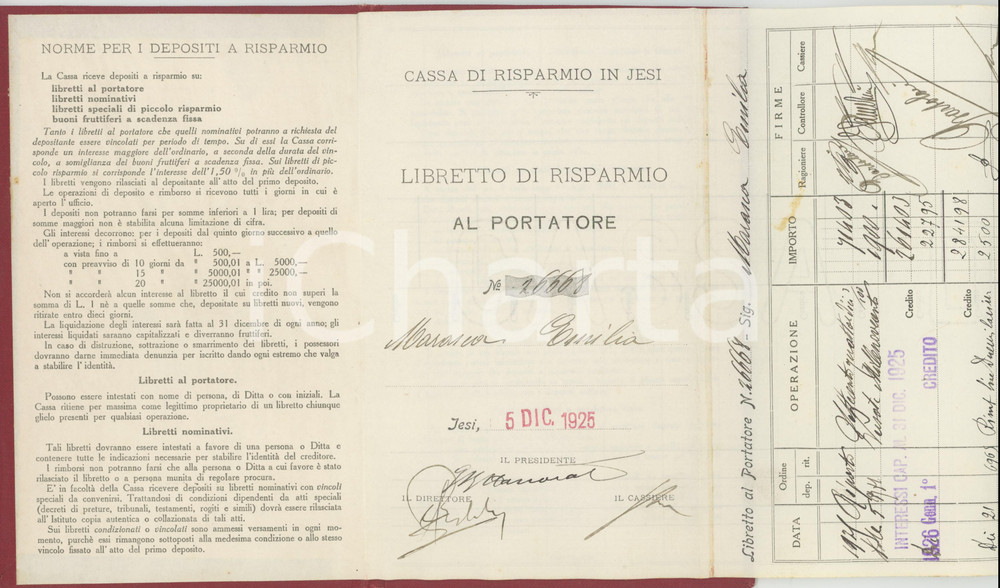 NORME PER I DEPOSITI A RISPARMIO
La Cassa riceve depositi a risparmio su:
libretti al portatore
libretti nominativi
libretti speciali di piccolo risparmio
buoni fruttiferi a scadenza fissa
Tanto i libretti al portatore che quelli nominativi potranno a richiesta del
depositante essere vincolati per periodo di tempo. Su di essi la Cassa corri-
sponde un interesse maggiore dell'ordinario, a seconda della durata del vin-
colo, a somiglianza dei buoni fruttiferi a scadenza fissa. Sui libretti di pic-
colo risparmio si corrisponde l'interesse dell'1,50 % in più dell'ordinario.
I libretti vengono rilasciati al depositante all'atto del primo deposito.
Le operazioni di deposito e rimborso si ricevono tutti i giorni in cui è
aperto l'ufficio.
I depositi non potranno farsi per somme inferiori a 1 lira; per depositi di
somme maggiori non è stabilita alcuna limitazione di cifra.
Gli interessi decorrono: per i depositi dal quinto giorno successivo a quello
dell'operazione; i rimborsi si effettueranno:
a vista fino a L. 500,—
con preavviso di 10 giorni da L. 500,01 a L. 5000,—
" " 15 " " 5000,01 " " 25000,—
" " 20 " " 25000,01 in poi.
Non si accorderà alcun interesse al libretto il cui credito non superi la
somma di L. 1 nè a quelle somme che, depositate su libretti nuovi, vengono
ritirate entro dieci giorni.
La liquidazione degli interessi sarà fatta al 31 dicembre di ogni anno; gli
interessi liquidati saranno capitalizzati e diverranno fruttiferi.
In caso di distruzione, sottrazione o smarrimento dei libretti, i possessori
dovranno darne immediata denunzia per iscritto dando ogni estremo che valga
a stabilire l'identità.
Libretti al portatore.
Possono essere intestati con nome di persona, di Ditta o con iniziali. La
Cassa ritiene per massima come legittimo proprietario di un libretto chiunque
glielo presenti per qualsiasi operazione.
Libretti nominativi.
Tali libretti dovranno essere intestati a favore di una persona o Ditta e
contenere tutte le indicazioni necessarie per stabilire l'identità del creditore.
I rimborsi non potranno farsi che alla persona o Ditta a cui favore è stato
rilasciato il libretto o a persona munita di regolare procura.
E' in facoltà della Cassa ricevere depositi su libretti nominativi con vincoli
speciali da convenirsi. Trattandosi di condizioni dipendenti da atti speciali
(decreti di preture, tribunali, testamenti, rogiti e simili) dovrà essere rilasciata
all'Istituto copia autentica o collazionata di tali atti.
Sui libretti condizionati o vincolati sono ammessi versamenti in ogni mo-
mento, purchè essi rimangono sottoposti alla medesima condizione o allo stesso
vincolo fissato all'atto del primo deposito.
CASSA DI RISPARMIO IN JESI
LIBRETTO DI RISPARMIO
AL PORTATORE
No 26668
Marasca Emilia
Jesi, 5 DIC. 1925
IL PRESIDENTE
IL DIRETTORE
IL CASSIERE
Libretto al Portatore N. 26668 - Sig. Marasca Emilia
DATA
Ordine
dep. rit.
OPERAZIONE
IMPORTO
FIRME
Ragioniere Controllore Cassiere
INTERESSI CAP. AL 31 DIC. 1925
22795
1926 Genn. 1° CREDITO
Credito
284198
Credito
2500
Charta